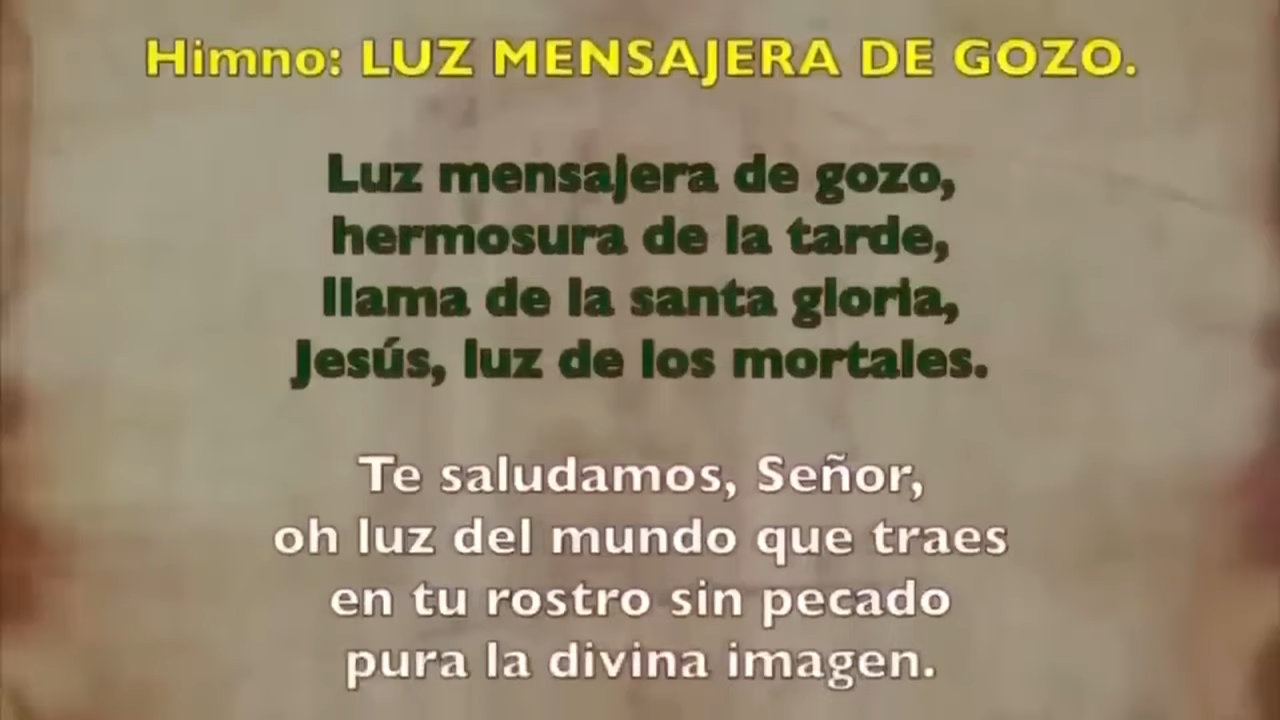 Himno: LUZ MENSAJERA DE GOZO.
Luz mensajera de gozo,
hermosura de la tarde,
llama de la santa gloria,
Jesús, luz de los mortales.
Te saludamos, Señor,
oh luz del mundo que traes
en tu rostro sin pecado
pura la divina imagen.